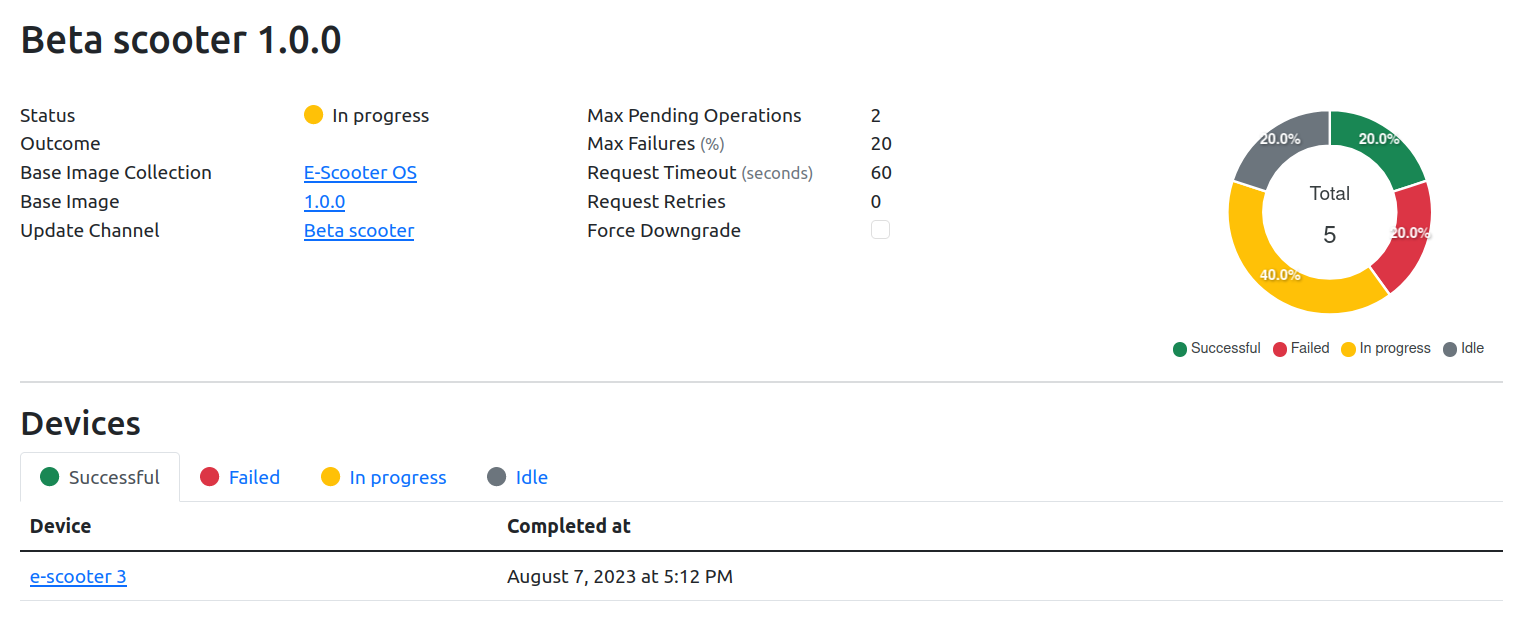 Beta scooter 1.0.0
Status In progress Max Pending Operations 2
Outcome Max Failures (%) 20
Base Image Collection E-Scooter OS Request Timeout (seconds) 60
Base Image 1.0.0 Request Retries 0
Update Channel Beta scooter Force Downgrade
20.0% 20.0%
Total
5
20.0%
40.0%
Successful Failed In progress Idle
Devices
Successful Failed In progress Idle
Device Completed at
e-scooter 3 August 7, 2023 at 5:12 PM